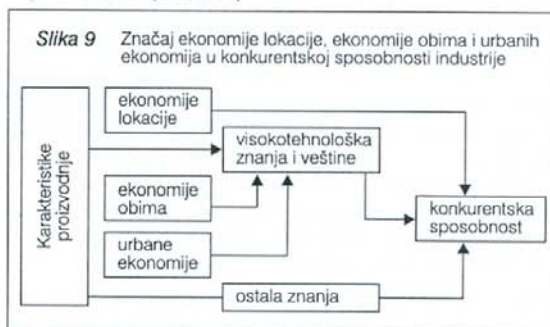 Slika 9 Značaj ekonomije lokacije, ekonomije obima i urbanih
ekonomija u konkurentskoj sposobnosti industrije
Karakteristike
proizvodnje
ekonomije
lokacije
visokotehnološka
znanja i veštine
ekonomije
obima
urbane
ekonomije
ostala znanja
konkurentska
sposobnost